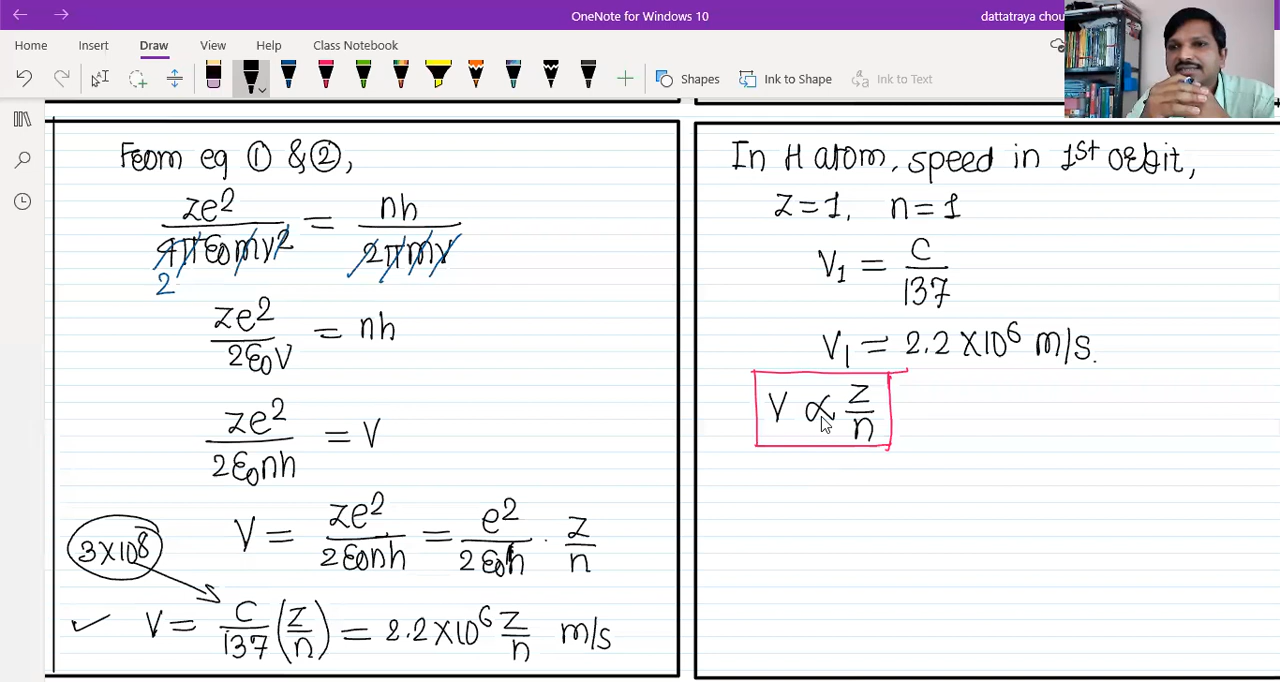 OneNote for Windows 10
dattatraya chou
Home Insert Draw View Help Class Notebook
Shapes Ink to Shape Ink to Text
From eq ① & ②,
ze²/4πε₀mv² = nh/2πmv
2
ze²/2ε₀v = nh
ze²/2ε₀nh = v
v = ze²/2ε₀nh = e²/2ε₀h · z/n
3×10⁸
v = c/137 (z/n) = 2.2×10⁶ z/n m/s
In H atom, speed in 1st orbit,
z=1, n=1
v₁ = c/137
v₁ = 2.2×10⁶ m/s.
v ∝ z/n